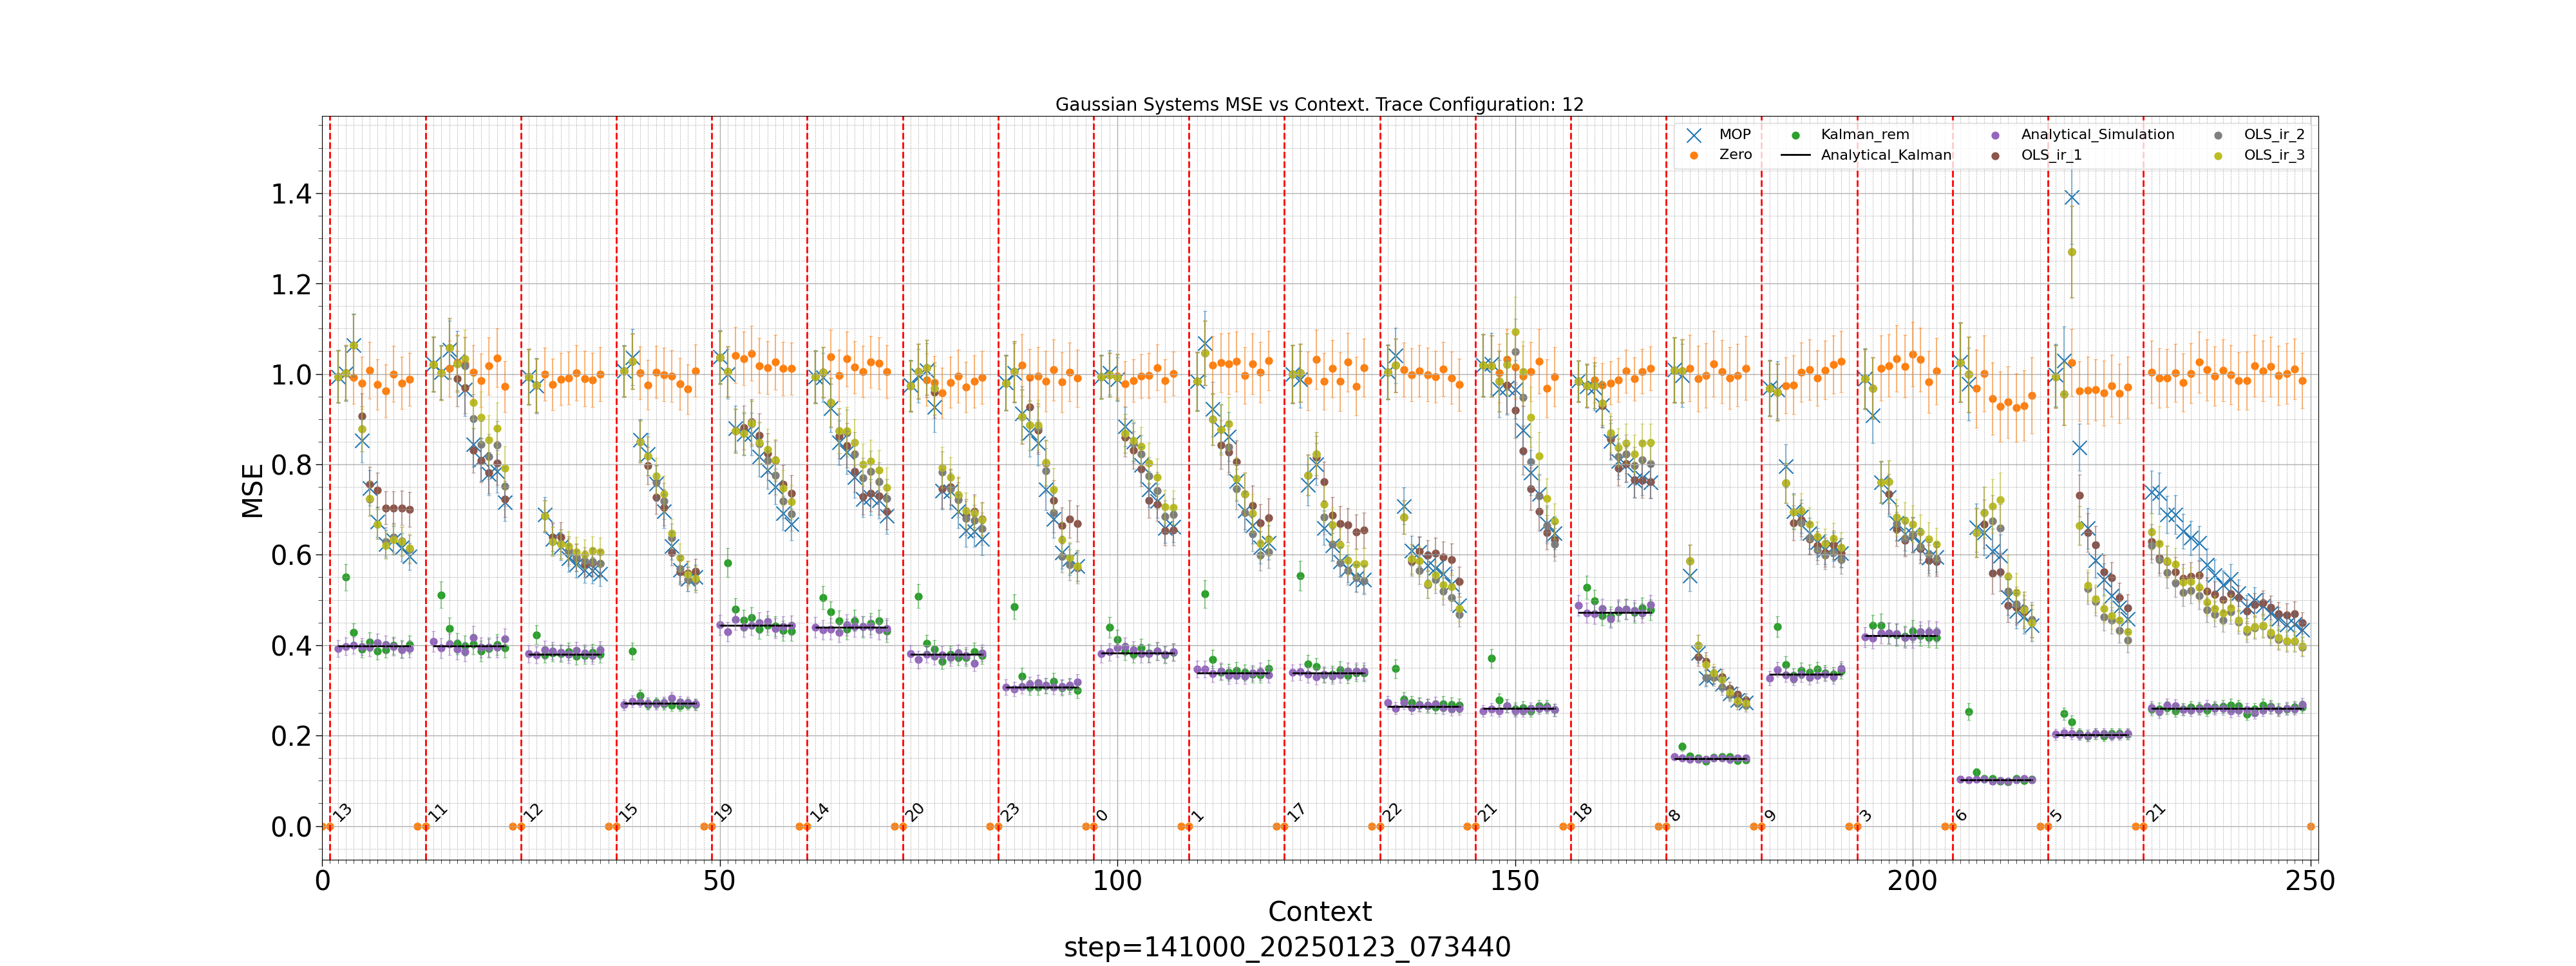 Gaussian Systems MSE vs Context. Trace Configuration: 12
MOP
Zero
Kalman_rem
Analytical_Kalman
Analytical_Simulation
OLS_ir_1
OLS_ir_2
OLS_ir_3
MSE
1.4
1.2
1.0
0.8
0.6
0.4
0.2
0.0
13 11 12 15 19 14 20 23 0 1 17 22 21 18 8 9 3 6 5 21
0 50 100 150 200 250
Context
step=141000_20250123_073440